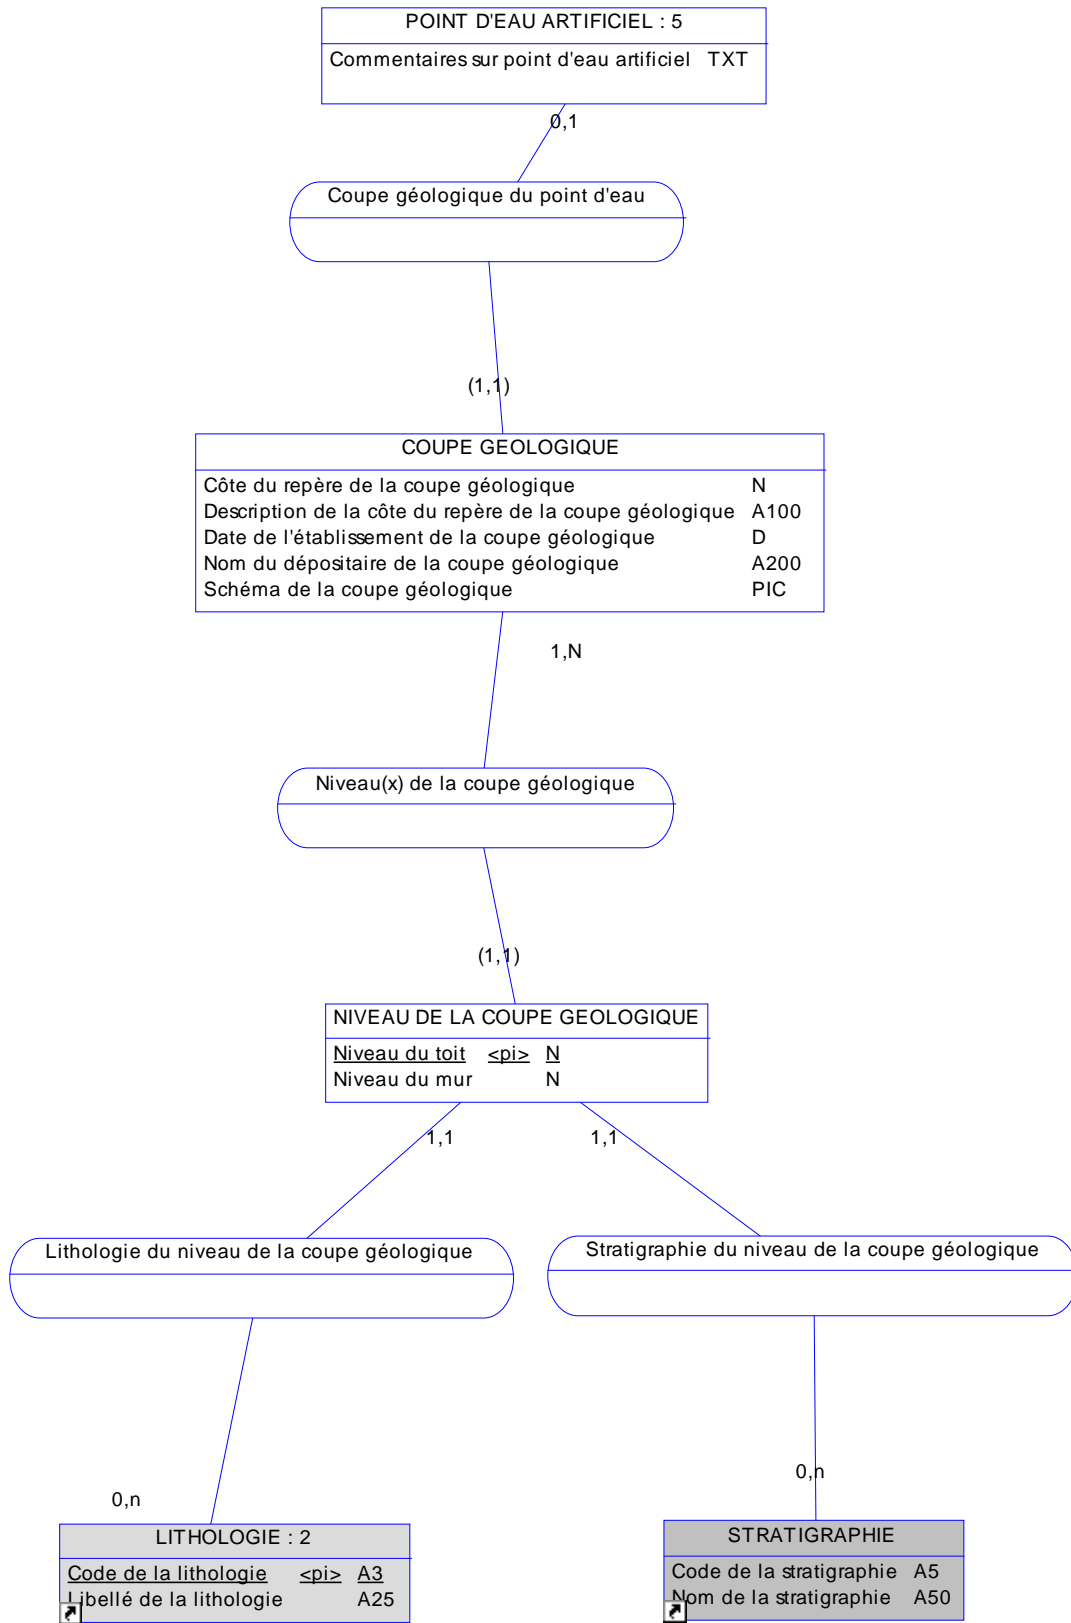 POINT D'EAU ARTIFICIEL : 5
Commentaires sur point d'eau artificiel TXT
0,1
Coupe géologique du point d'eau
(1,1)
COUPE GEOLOGIQUE
Côte du repère de la coupe géologique N
Description de la côte du repère de la coupe géologique A100
Date de l'établissement de la coupe géologique D
Nom du dépositaire de la coupe géologique A200
Schéma de la coupe géologique PIC
1,N
Niveau(x) de la coupe géologique
(1,1)
NIVEAU DE LA COUPE GEOLOGIQUE
Niveau du toit <pi> N
Niveau du mur N
1,1 1,1
Lithologie du niveau de la coupe géologique
Stratigraphie du niveau de la coupe géologique
0,n
0,n
LITHOLOGIE : 2
Code de la lithologie <pi> A3
Libellé de la lithologie A25
STRATIGRAPHIE
Code de la stratigraphie A5
Nom de la stratigraphie A50